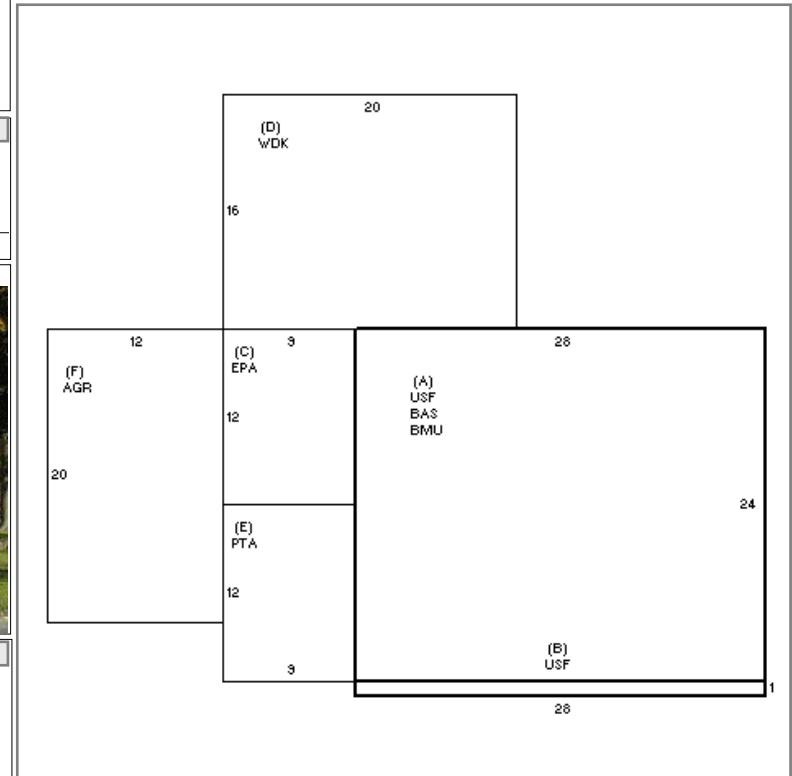 20
(D)
WDK
16
12
9
28
(C)
EPA
(F)
AGR
(A)
USF
BAS
BMU
12
20
24
(E)
PTA
12
(B)
USF
9
1
28